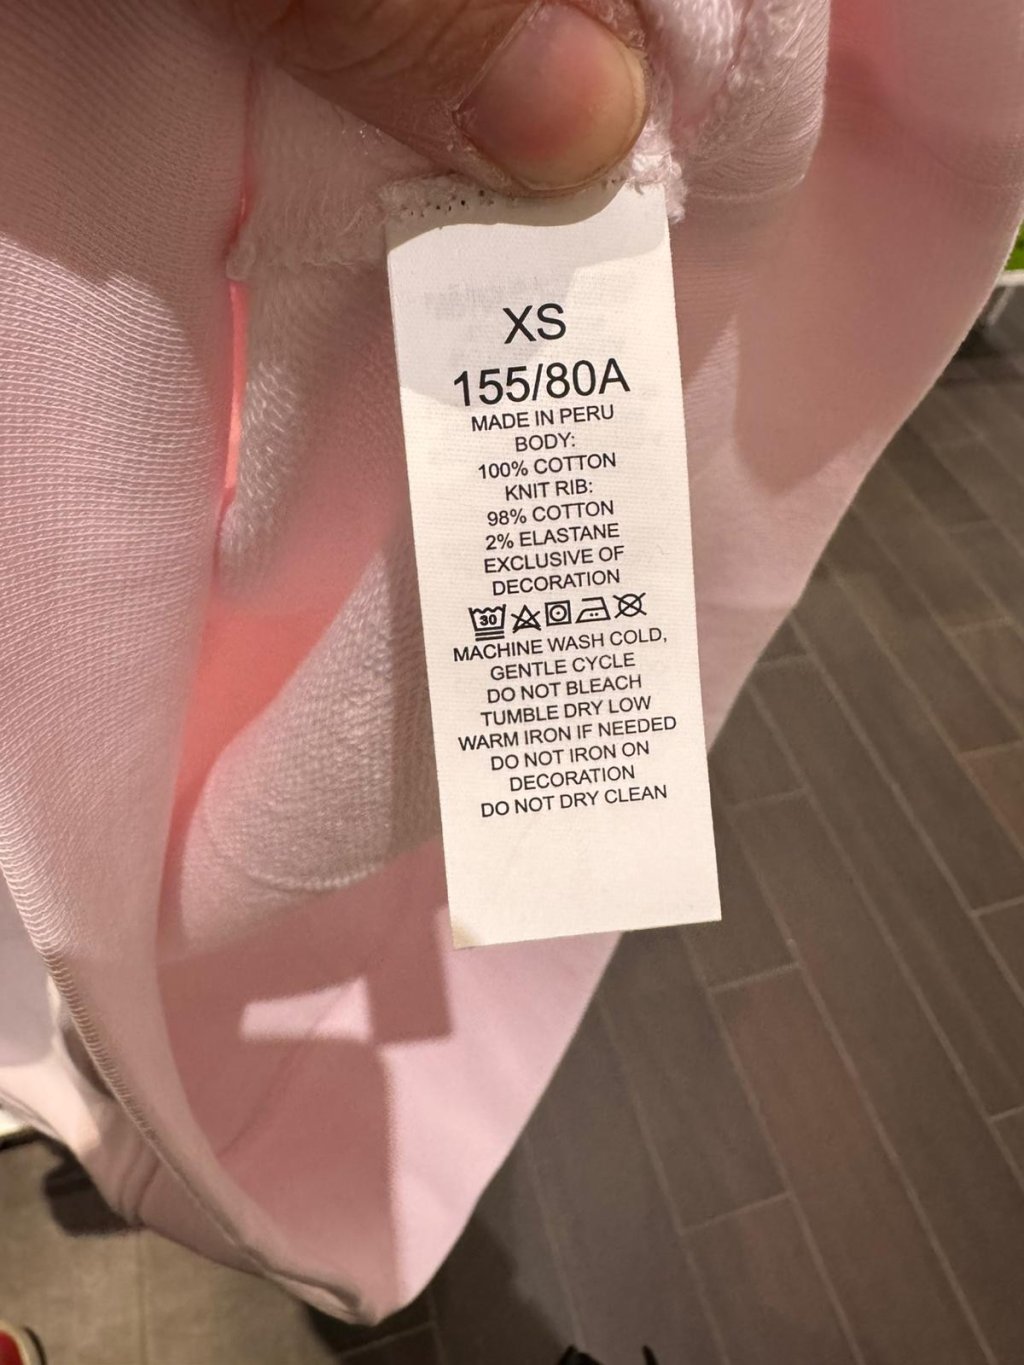 XS
155/80A
MADE IN PERU
BODY:
100% COTTON
KNIT RIB:
98% COTTON
2% ELASTANE
EXCLUSIVE OF
DECORATION
30
MACHINE WASH COLD,
GENTLE CYCLE
DO NOT BLEACH
TUMBLE DRY LOW
WARM IRON IF NEEDED
DO NOT IRON ON
DECORATION
DO NOT DRY CLEAN